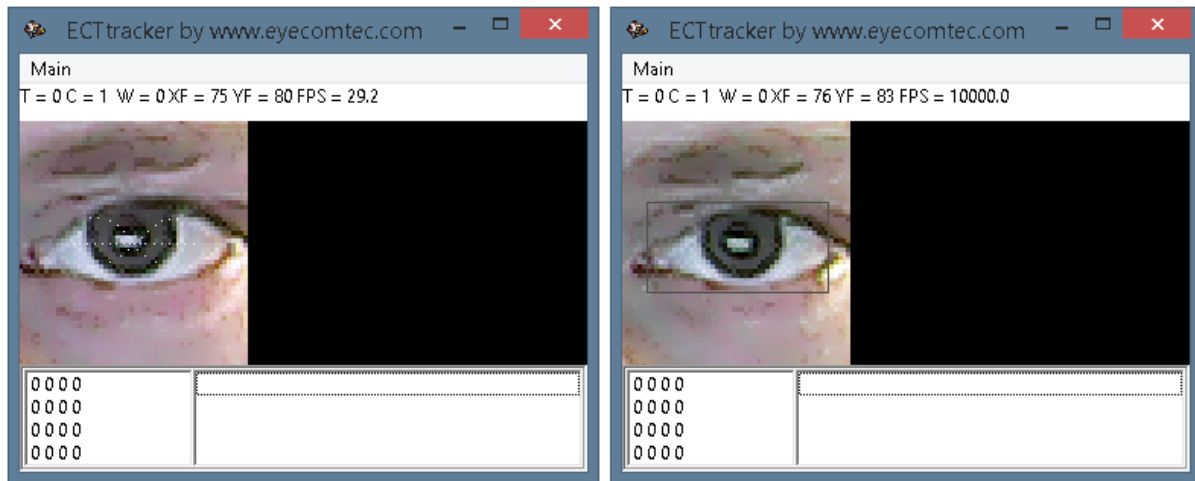 ECTtracker by www.eyecomtec.com
Main
T = 0 C = 1 W = 0 XF = 75 YF = 80 FPS = 29.2
0 0 0 0
0 0 0 0
0 0 0 0
0 0 0 0
ECTtracker by www.eyecomtec.com
Main
T = 0 C = 1 W = 0 XF = 76 YF = 83 FPS = 10000.0
0 0 0 0
0 0 0 0
0 0 0 0
0 0 0 0